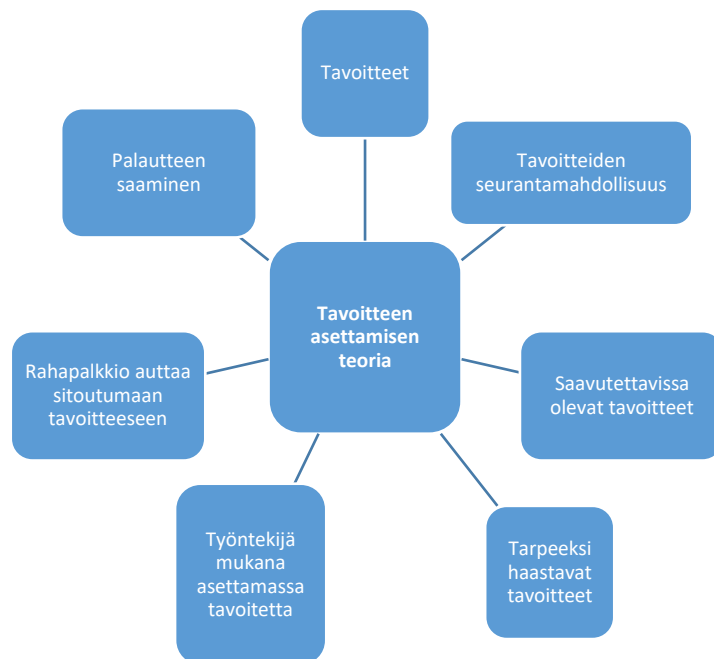 Tavoitteet
Palautteen
saaminen
Tavoitteiden
seurantamahdollisuus
Tavoitteen
asettamisen
teoria
Rahapalkkio auttaa
sitoutumaan
tavoitteeseen
Saavutettavissa
olevat tavoitteet
Työntekijä
mukana
asettamassa
tavoitetta
Tarpeeksi
haastavat
tavoitteet